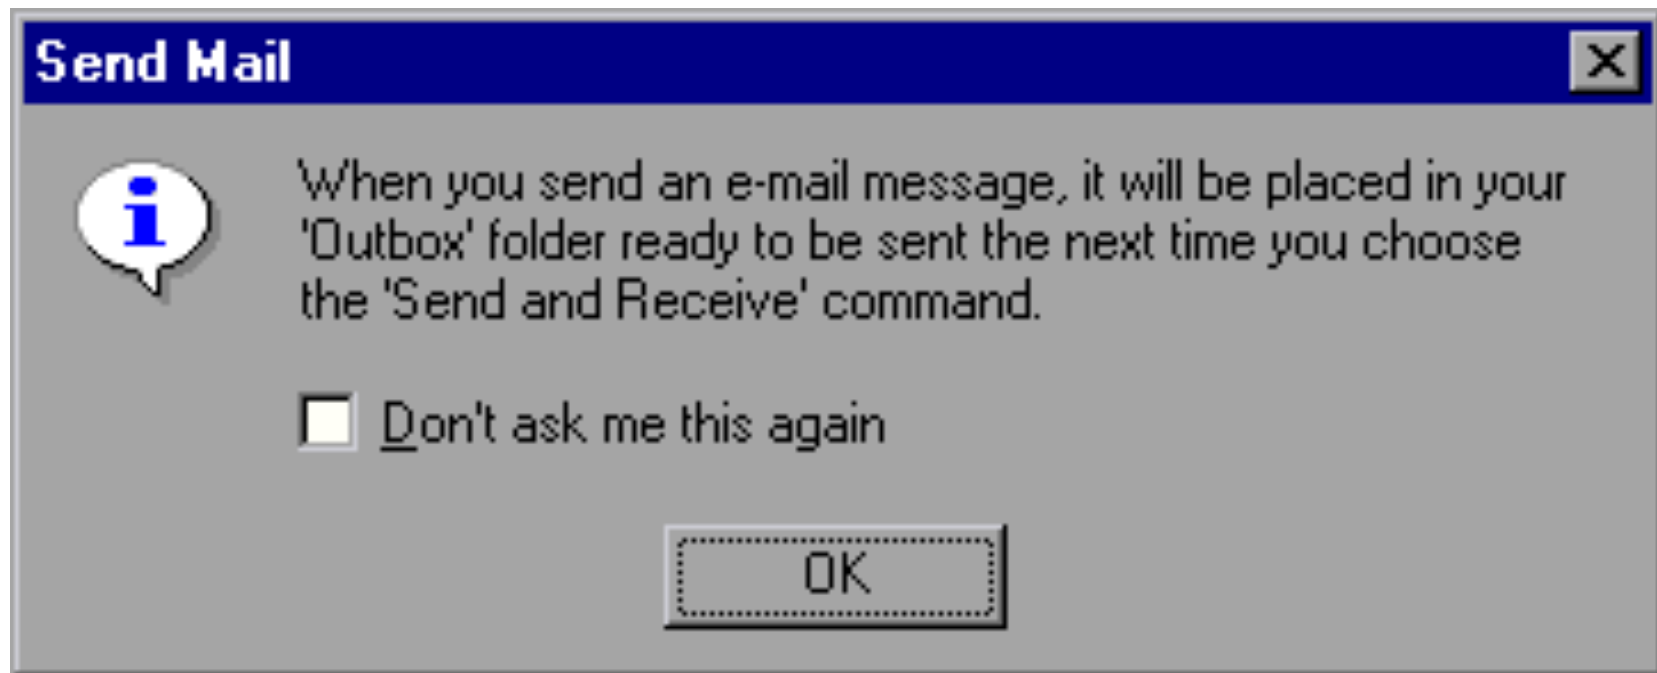 Send Mail
When you send an e-mail message, it will be placed in your
'Outbox' folder ready to be sent the next time you choose
the 'Send and Receive' command.
Don't ask me this again
OK